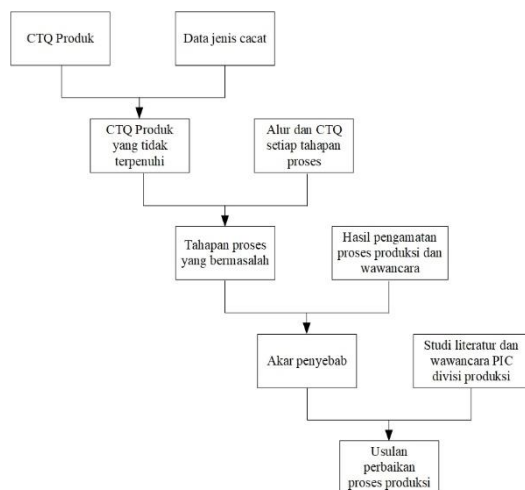 CTQ Produk
Data jenis cacat
CTQ Produk
yang tidak
terpenuhi
Alur dan CTQ
setiap tahapan
proses
Tahapan proses
yang bermasalah
Hasil pengamatan
proses produksi dan
wawancara
Akar penyebab
Studi literatur dan
wawancara PIC
divisi produksi
Usulan
perbaikan
proses produksi